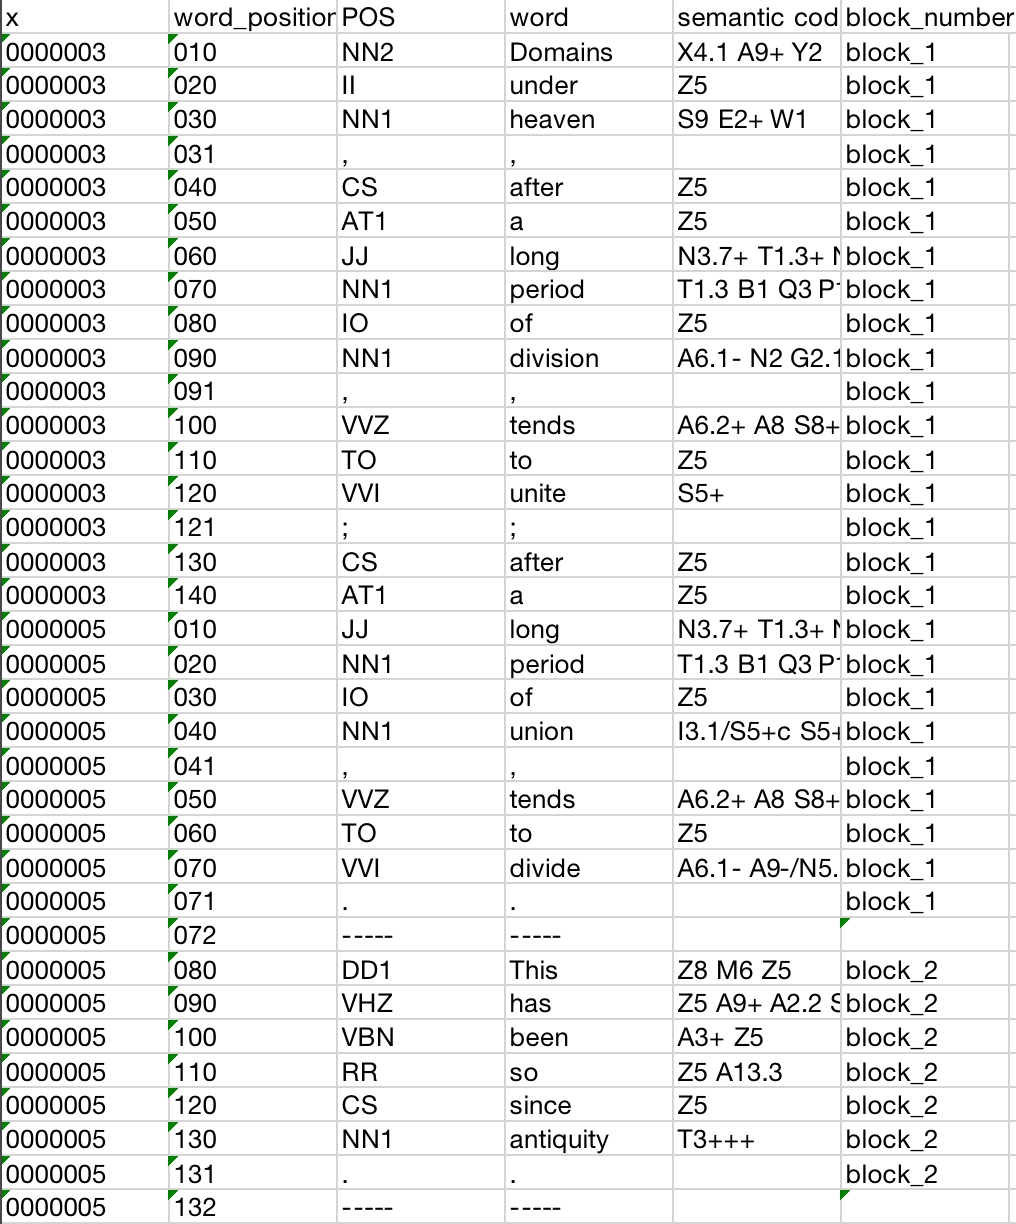 x word_position POS word semantic cod block_number
0000003 010 NN2 Domains X4.1 A9+ Y2 block_1
0000003 020 II under Z5 block_1
0000003 030 NN1 heaven S9 E2+ W1 block_1
0000003 031 , , block_1
0000003 040 CS after Z5 block_1
0000003 050 AT1 a Z5 block_1
0000003 060 JJ long N3.7+ T1.3+ N block_1
0000003 070 NN1 period T1.3 B1 Q3 P1 block_1
0000003 080 IO of Z5 block_1
0000003 090 NN1 division A6.1- N2 G2.1 block_1
0000003 091 , , block_1
0000003 100 VVZ tends A6.2+ A8 S8+ block_1
0000003 110 TO to Z5 block_1
0000003 120 VVI unite S5+ block_1
0000003 121 ; ; block_1
0000003 130 CS after Z5 block_1
0000003 140 AT1 a Z5 block_1
0000005 010 JJ long N3.7+ T1.3+ N block_1
0000005 020 NN1 period T1.3 B1 Q3 P1 block_1
0000005 030 IO of Z5 block_1
0000005 040 NN1 union I3.1/S5+c S5+ block_1
0000005 041 , , block_1
0000005 050 VVZ tends A6.2+ A8 S8+ block_1
0000005 060 TO to Z5 block_1
0000005 070 VVI divide A6.1- A9-/N5. block_1
0000005 071 . . block_1
0000005 072 ----- -----
0000005 080 DD1 This Z8 M6 Z5 block_2
0000005 090 VHZ has Z5 A9+ A2.2 S block_2
0000005 100 VBN been A3+ Z5 block_2
0000005 110 RR so Z5 A13.3 block_2
0000005 120 CS since Z5 block_2
0000005 130 NN1 antiquity T3+++ block_2
0000005 131 . . block_2
0000005 132 ----- -----